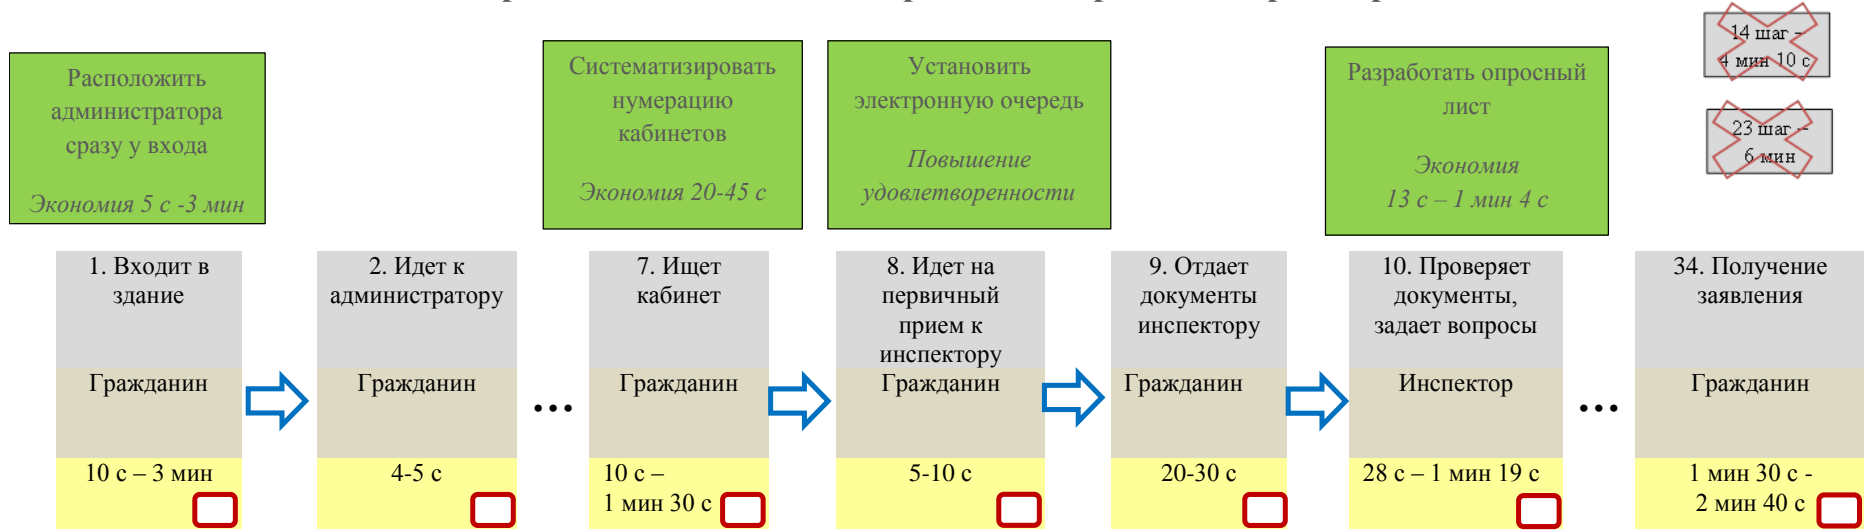 Расположить
администратора
сразу у входа
Экономия 5 с -3 мин
Систематизировать
нумерацию
кабинетов
Экономия 20-45 с
Установить
электронную очередь
Повышение
удовлетворенности
Разработать опросный
лист
Экономия
13 с – 1 мин 4 с
14 шаг –
4 мин 10 с
23 шаг –
6 мин
1. Входит в
здание
Гражданин
10 с – 3 мин
2. Идет к
администратору
Гражданин
4-5 с
...
7. Ищет
кабинет
Гражданин
10 с –
1 мин 30 с
8. Идет на
первичный
прием к
инспектору
Гражданин
5-10 с
9. Отдает
документы
инспектору
Гражданин
20-30 с
10. Проверяет
документы,
задает вопросы
Инспектор
28 с – 1 мин 19 с
...
34. Получение
заявления
Гражданин
1 мин 30 с -
2 мин 40 с